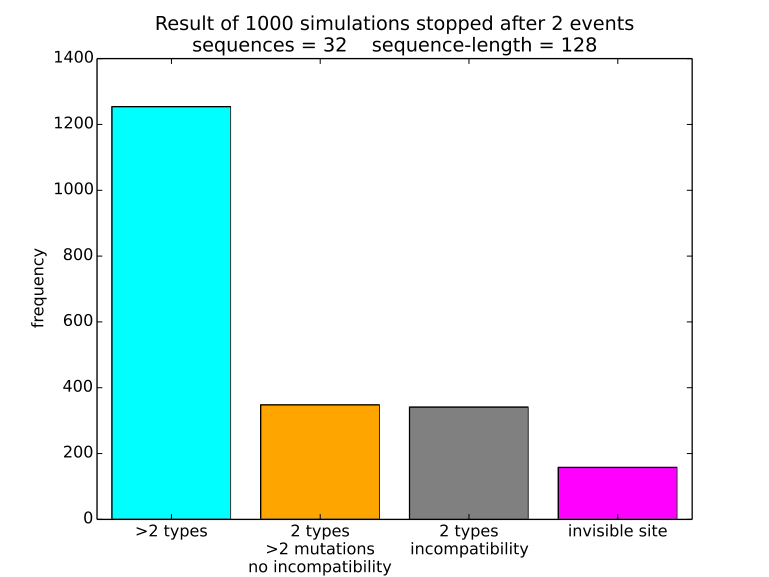 Result of 1000 simulations stopped after 2 events
sequences = 32    sequence-length = 128
1400
1200
1000
800
600
400
200
0
frequency
>2 types
2 types
>2 mutations
no incompatibility
2 types
incompatibility
invisible site